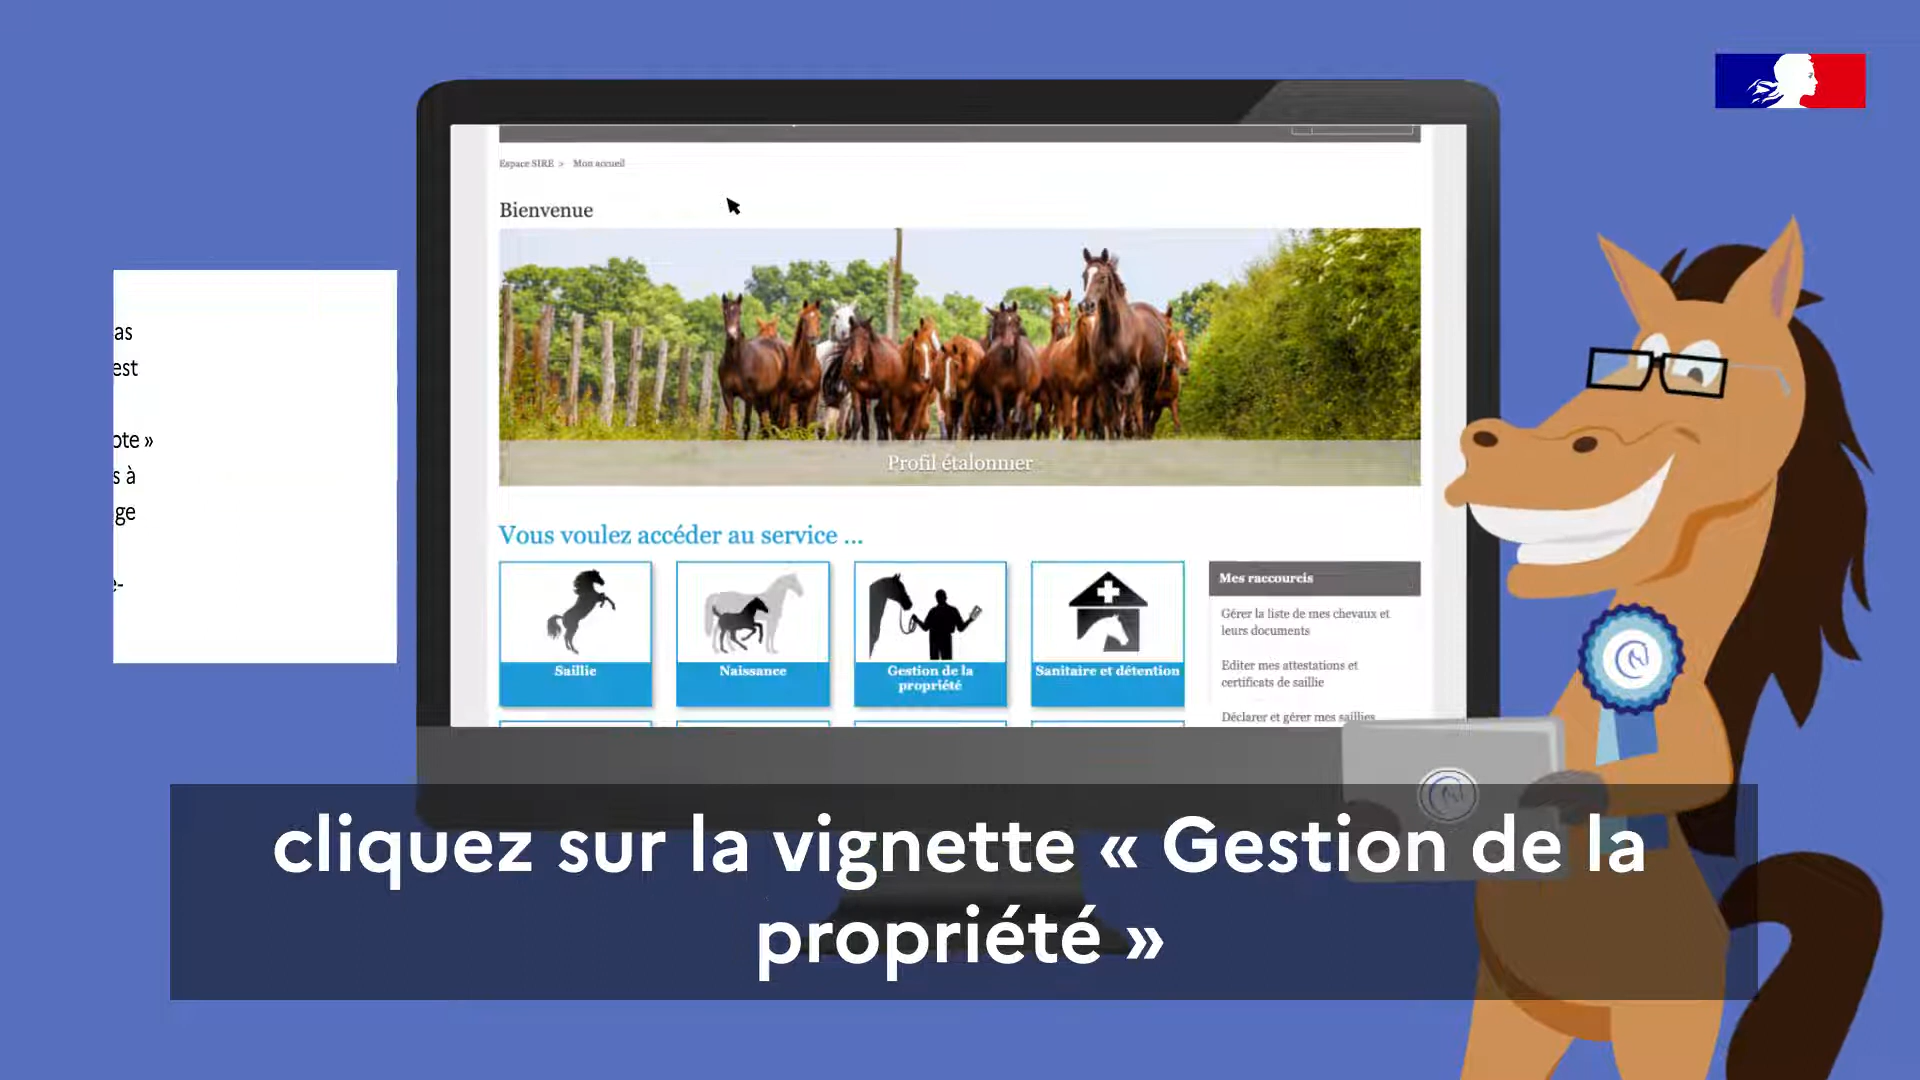 Espace SIRE > Mon accueil
Bienvenue
Profil étalonnier
Vous voulez accéder au service ...
Saillie
Naissance
Gestion de la
propriété
Sanitaire et détention
Mes raccourcis
Gérer la liste de mes chevaux et
leurs documents
Editer mes attestations et
certificats de saillie
Déclarer et gérer mes saillies
as
est
pte »
s à
ge
e-
cliquez sur la vignette « Gestion de la
propriété »